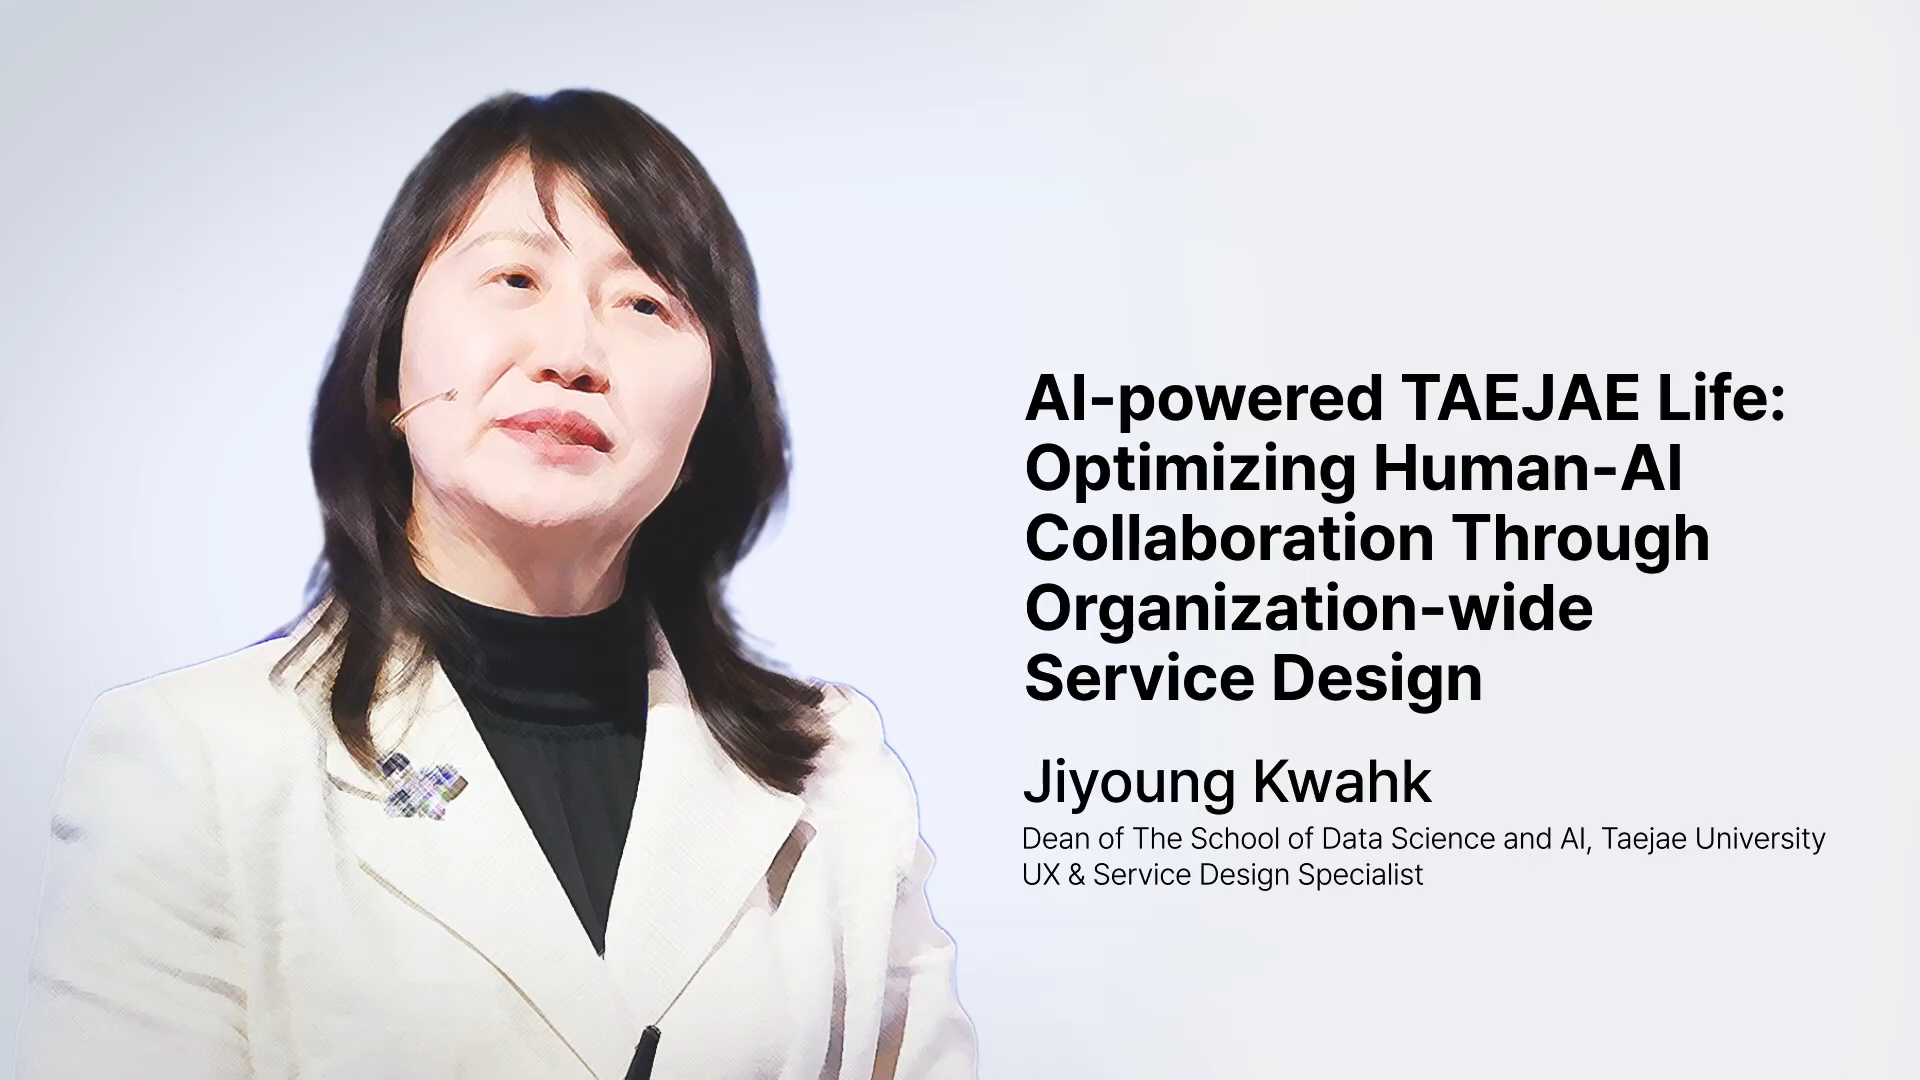 AI-powered TAEJAE Life:
Optimizing Human-AI
Collaboration Through
Organization-wide
Service Design
Jiyoung Kwahk
Dean of The School of Data Science and AI, Taejae University
UX & Service Design Specialist